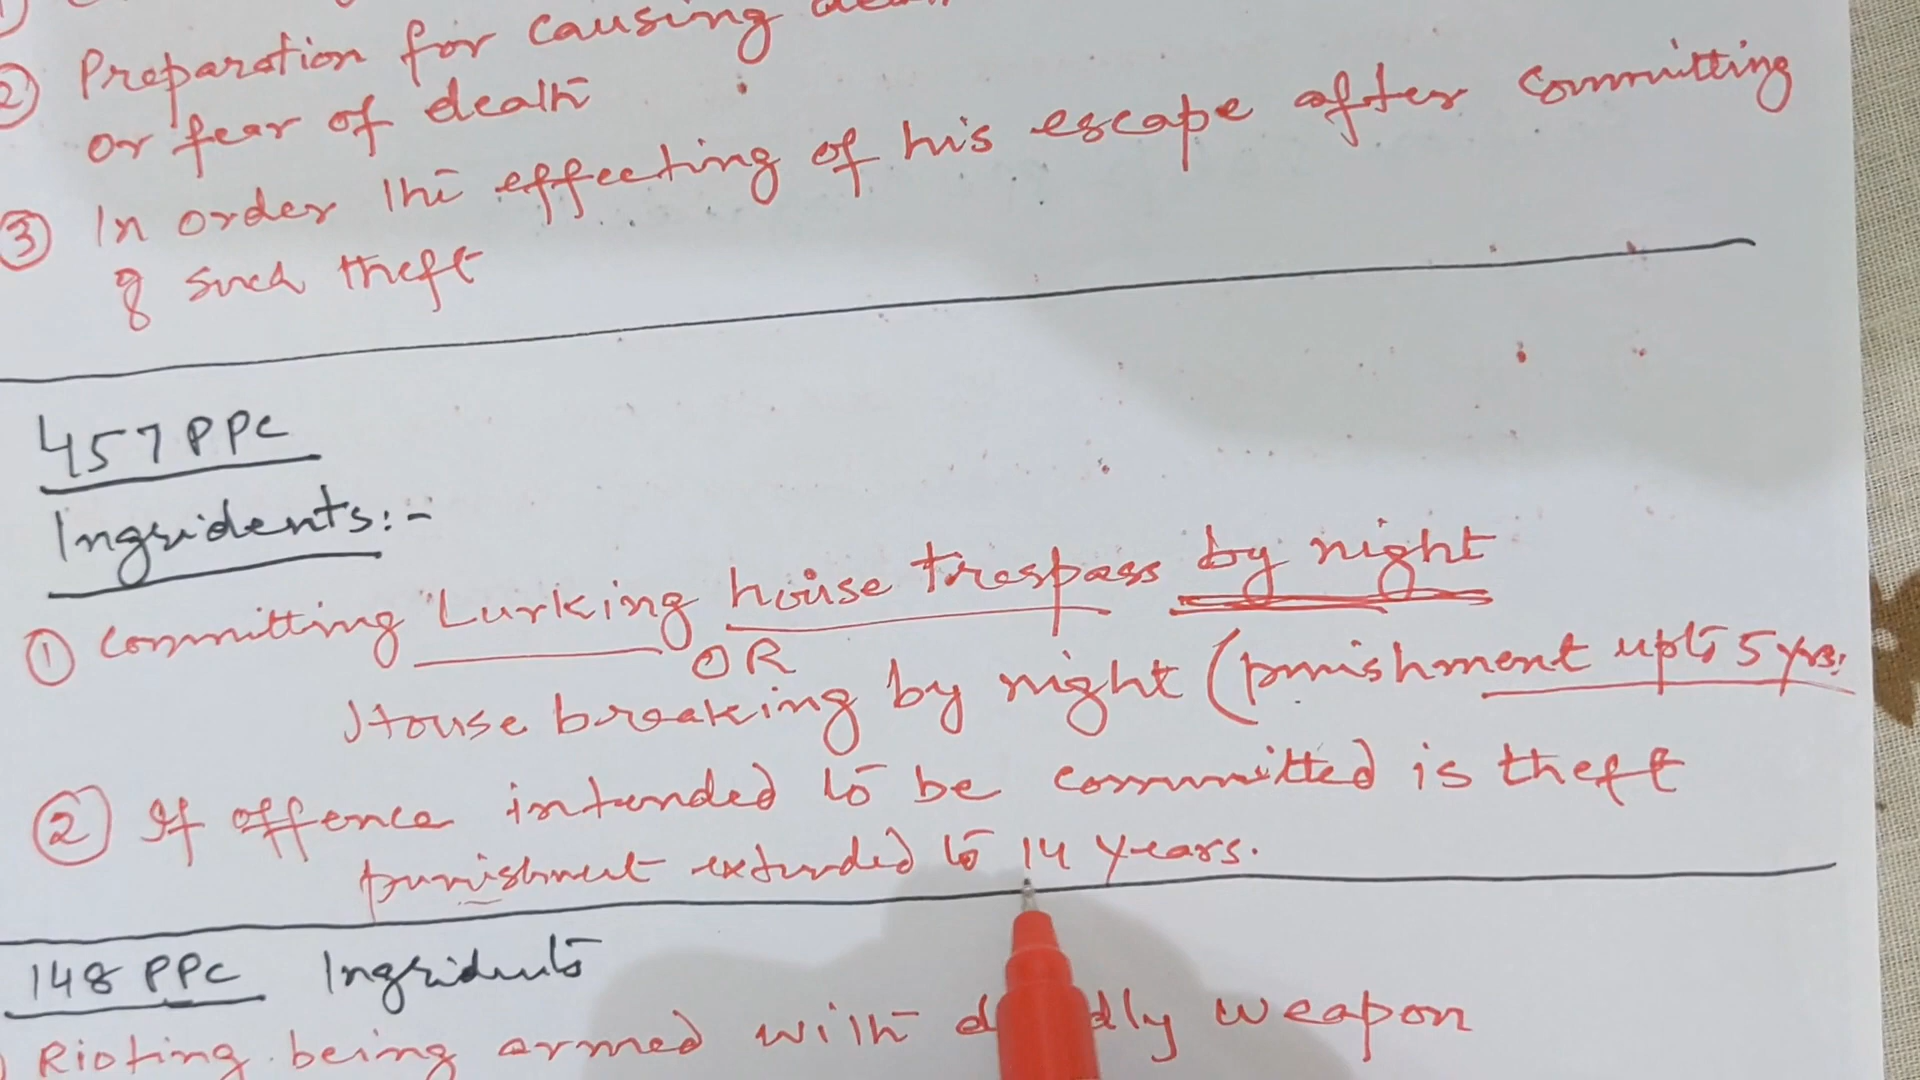 ② Preparation for causing
or fear of death
③ In order the effecting of his escape after committing
of such theft
457 PPC
Ingridents:-
① Committing Lurking house trespass by night
OR
House breaking by night (punishment upto 5 yrs.
② If offence intended to be committed is theft
punishment extended to 14 years.
148 PPC Ingridents
Rioting being armed with deadly weapon